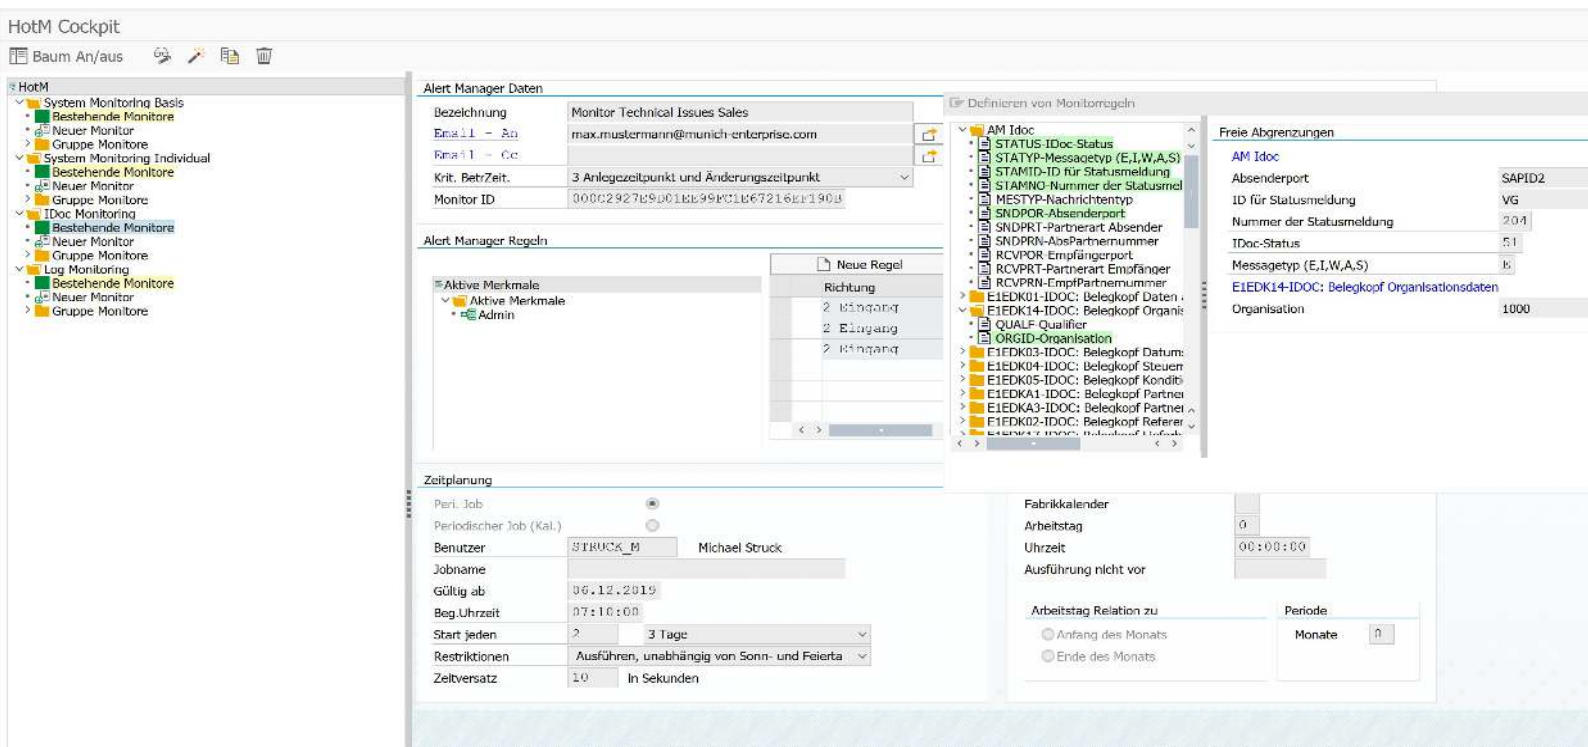 HotM Cockpit
Baum An/aus
HotM
System Monitoring Basis
Bestehende Monitore
Neuer Monitor
Gruppe Monitore
System Monitoring Individual
Bestehende Monitore
Neuer Monitor
Gruppe Monitore
IDoc Monitoring
Bestehende Monitore
Neuer Monitor
Gruppe Monitore
Log Monitoring
Bestehende Monitore
Neuer Monitor
Gruppe Monitore
Alert Manager Daten
Bezeichnung Monitor Technical Issues Sales
Email - An max.mustermann@munich-enterprise.com
Email - Cc
Krit. BetrZeit. 3 Anlegezeitpunkt und Änderungszeitpunkt
Monitor ID
Alert Manager Regeln
Neue Regel
Aktive Merkmale
Aktive Merkmale
Admin
Richtung
2 Eingang
2 Eingang
2 Eingang
Definieren von Monitorregeln
AM Idoc
STATUS-IDoc-Status
STATYP-Messagetyp (E,I,W,A,S)
STAMID-ID für Statusmeldung
STAMNO-Nummer der Statusmel
MESTYP-Nachrichtentyp
SNDPOR-Absenderport
SNDPRT-Partnerart Absender
SNDPRN-AbsPartnernummer
RCVPOR-Empfängerport
RCVPRT-Partnerart Empfänger
RCVPRN-EmpfPartnernummer
E1EDK01-IDOC: Belegkopf Daten
E1EDK14-IDOC: Belegkopf Organis
QUALF-Qualifier
ORGID-Organisation
E1EDK03-IDOC: Belegkopf Datums
E1EDK04-IDOC: Belegkopf Steuern
E1EDK05-IDOC: Belegkopf Konditi
E1EDKA1-IDOC: Belegkopf Partner
E1EDKA3-IDOC: Belegkopf Partner
E1EDK02-IDOC: Belegkopf Referen
Freie Abgrenzungen
AM Idoc
Absenderport SAPID2
ID für Statusmeldung VG
Nummer der Statusmeldung 204
IDoc-Status 51
Messagetyp (E,I,W,A,S) E
E1EDK14-IDOC: Belegkopf Organisationsdaten
Organisation 1000
Zeitplanung
Peri. Job
Periodischer Job (Kal.)
Benutzer STRUCK_M Michael Struck
Jobname
Gültig ab 06.12.2019
Beg.Uhrzeit 07:10:00
Start jeden 2 3 Tage
Restriktionen Ausführen, unabhängig von Sonn- und Feierta
Zeitversatz 10 in Sekunden
Fabrikkalender
Arbeitstag 0
Uhrzeit 00:00:00
Ausführung nicht vor
Arbeitstag Relation zu
Anfang des Monats
Ende des Monats
Periode
Monate 0